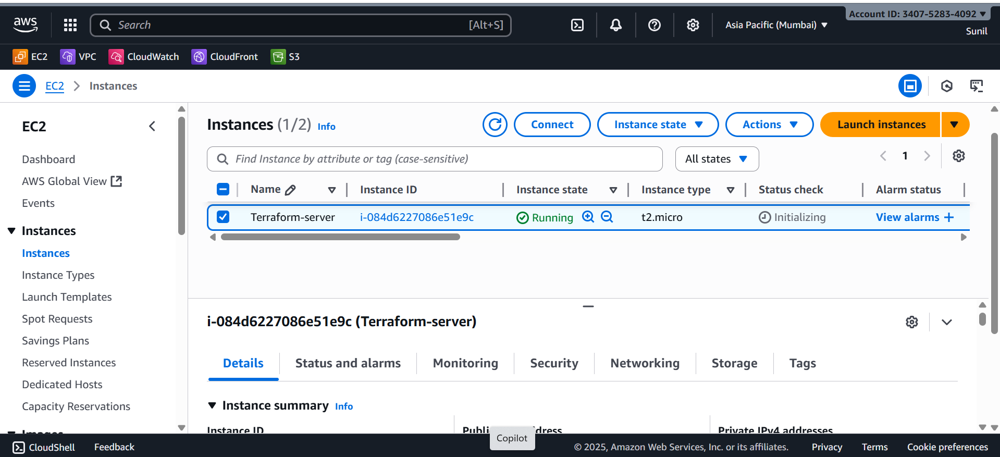 aws
Search [Alt+S]
Asia Pacific (Mumbai)
Account ID: 3407-5283-4092
Sunil
EC2 VPC CloudWatch CloudFront S3
EC2 Instances
EC2
Dashboard
AWS Global View
Events
Instances
Instances
Instance Types
Launch Templates
Spot Requests
Savings Plans
Reserved Instances
Dedicated Hosts
Capacity Reservations
Images
Instances (1/2) Info
Connect
Instance state
Actions
Launch instances
Find Instance by attribute or tag (case-sensitive)
All states
1
Name Instance ID Instance state Instance type Status check Alarm status
Terraform-server i-084d6227086e51e9c Running t2.micro Initializing View alarms +
i-084d6227086e51e9c (Terraform-server)
Details Status and alarms Monitoring Security Networking Storage Tags
Instance summary Info
Instance ID Private IPv4 addresses
Copilot
CloudShell Feedback © 2025, Amazon Web Services, Inc. or its affiliates. Privacy Terms Cookie preferences